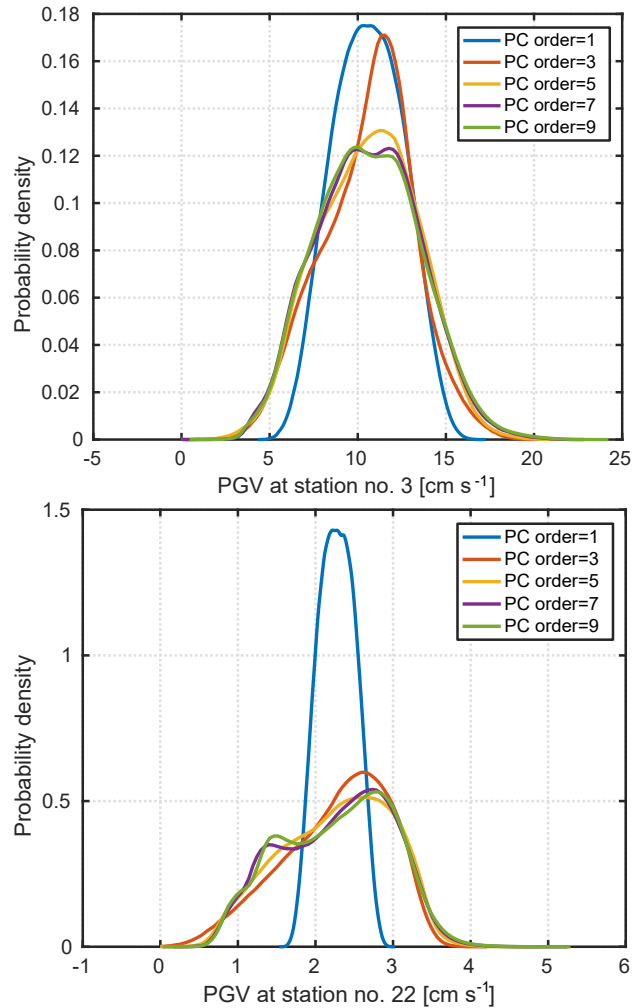 0.18
0.16
0.14
0.12
0.1
0.08
0.06
0.04
0.02
0
Probability density
PC order=1
PC order=3
PC order=5
PC order=7
PC order=9
-5 0 5 10 15 20 25
PGV at station no. 3 [cm s-1]
1.5
1
0.5
0
Probability density
PC order=1
PC order=3
PC order=5
PC order=7
PC order=9
-1 0 1 2 3 4 5 6
PGV at station no. 22 [cm s-1]